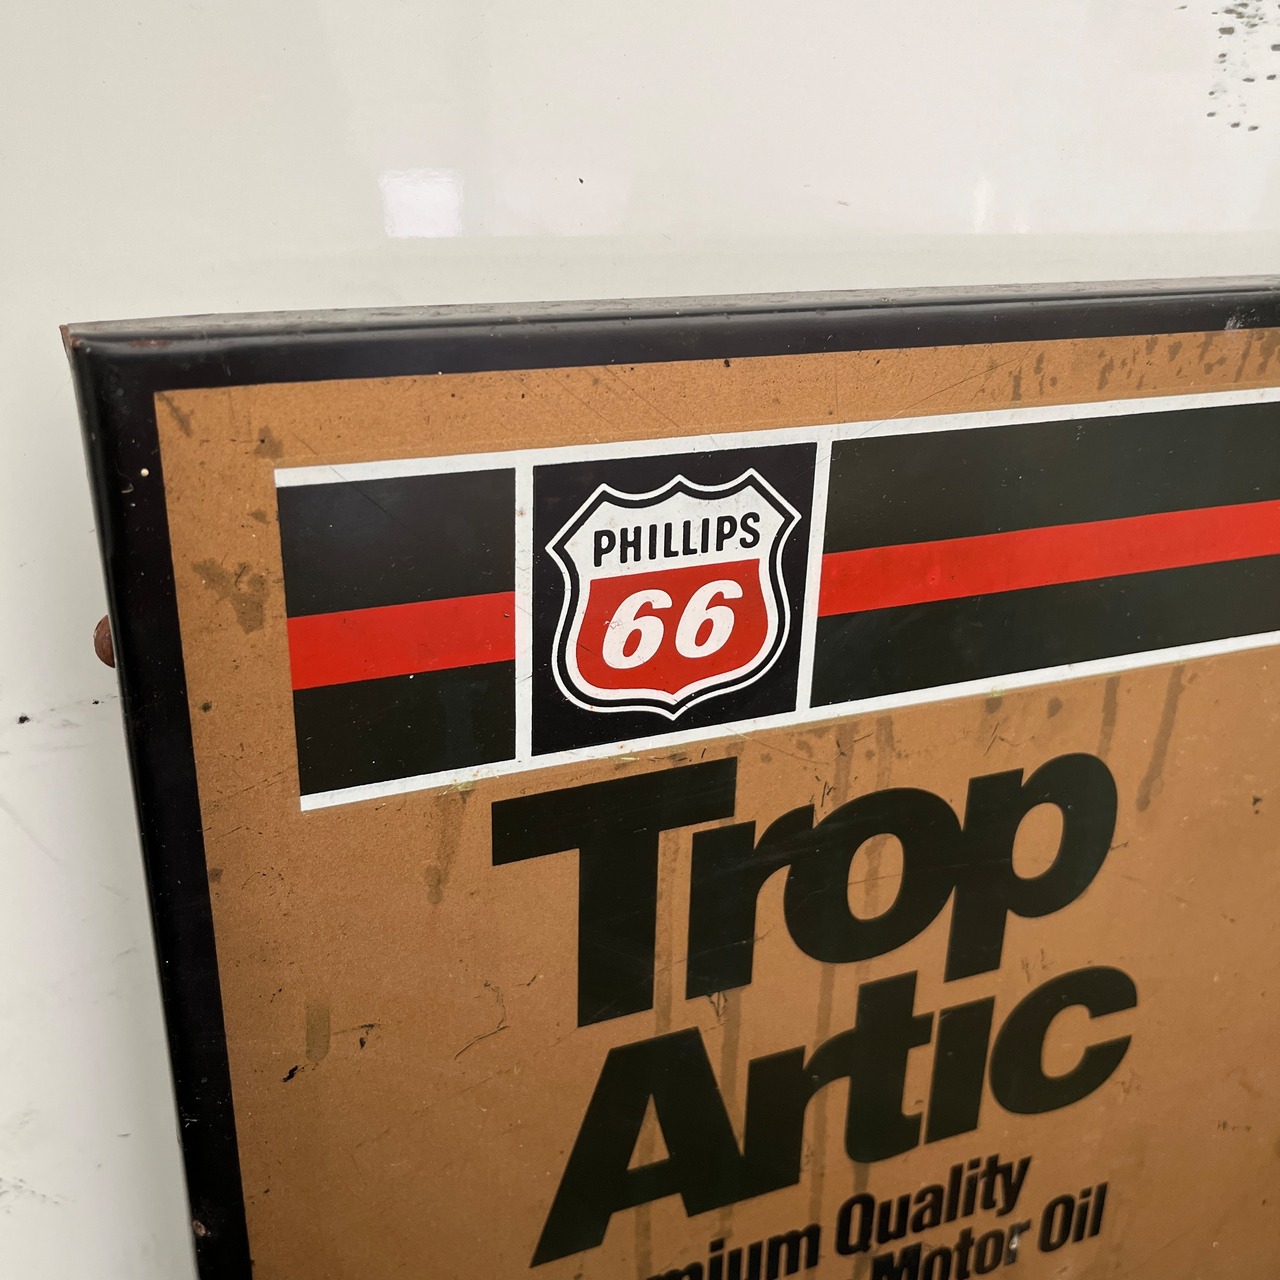 PHILLIPS
66
Trop
Artic
Quality
Motor Oil